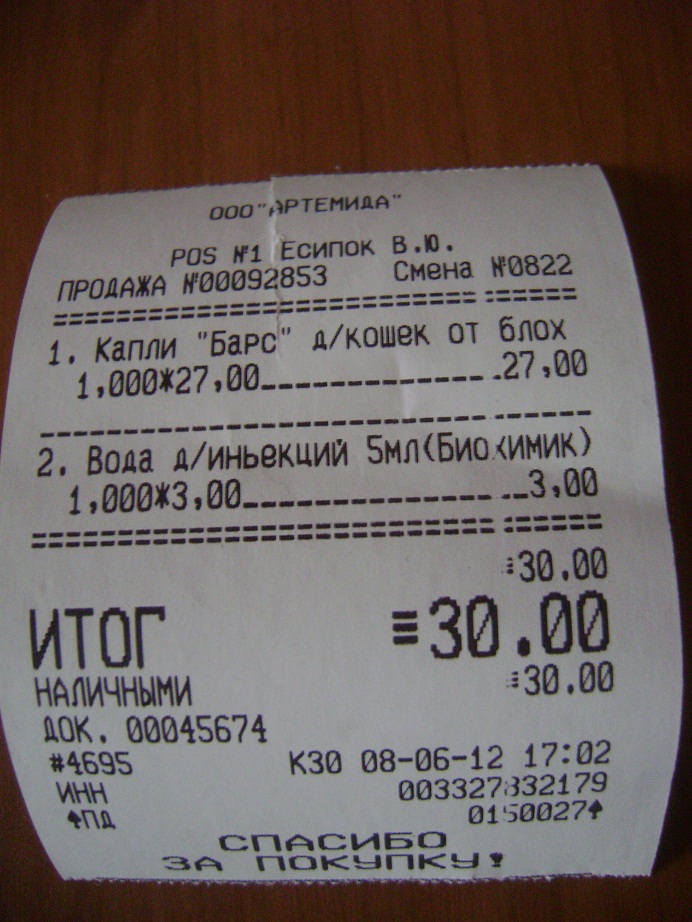 ООО"АРТЕМИДА"
POS №1 Есипок В.Ю.
ПРОДАЖА №00092853 Смена №0822
1. Капли "Барс" д/кошек от блох
1,000*27,00 27,00
2. Вода д/иньекций 5мл(Биохимик)
1,000*3,00 3,00
≡30.00
ИТОГ ≡30.00
НАЛИЧНЫМИ ≡30.00
ДОК. 00045674
#4695 К30 08-06-12 17:02
ИНН 003327832179
ПД 0150027
СПАСИБО
ЗА ПОКУПКУ!